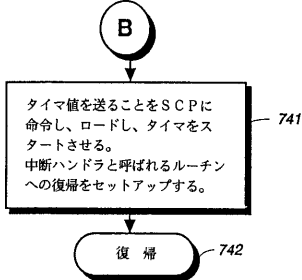 B
タイマ値を送ることをSCPに
命令し、ロードし、タイマをス
タートさせる。
中断ハンドラと呼ばれるルーチン
への復帰をセットアップする。
741
復 帰
742